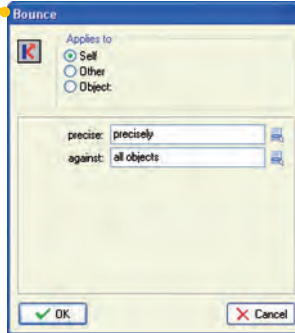 Bounce
Applies to
Self
Other
Object:
precise: precisely
against: all objects
OK
Cancel